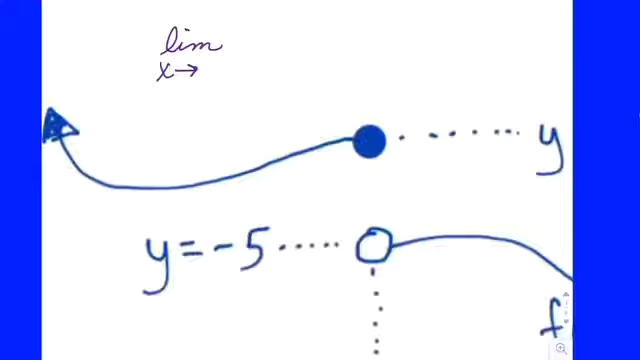 lim
x→
y
y = -5
f